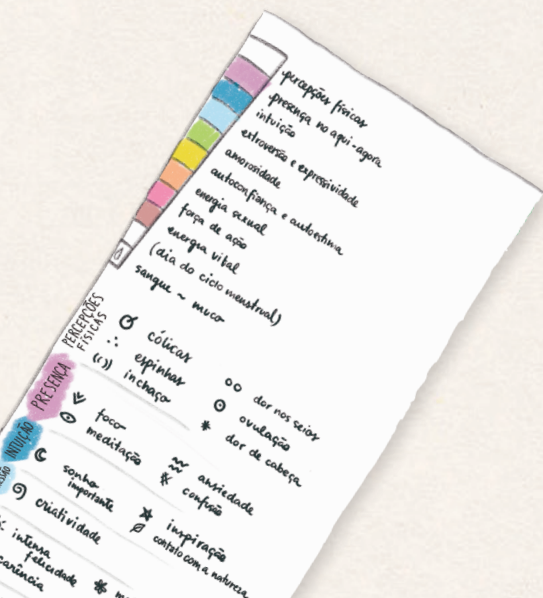 percepções físicas
presença no aqui-agora
intuição
extroversão e expressividade
amorosidade
autoconfiança e autoestima
energia sexual
força de ação
energia vital
(dia do ciclo menstrual)
sangue ~ muco
PERCEPÇÕES
FÍSICAS
cólicas
espinhas
inchaço
dor nos seios
ovulação
dor de cabeça
PRESENÇA
foco
meditação
ansiedade
confusão
INTUIÇÃO
sonho
importante
inspiração
contato com a natureza
criatividade
intensa
felicidade
carência